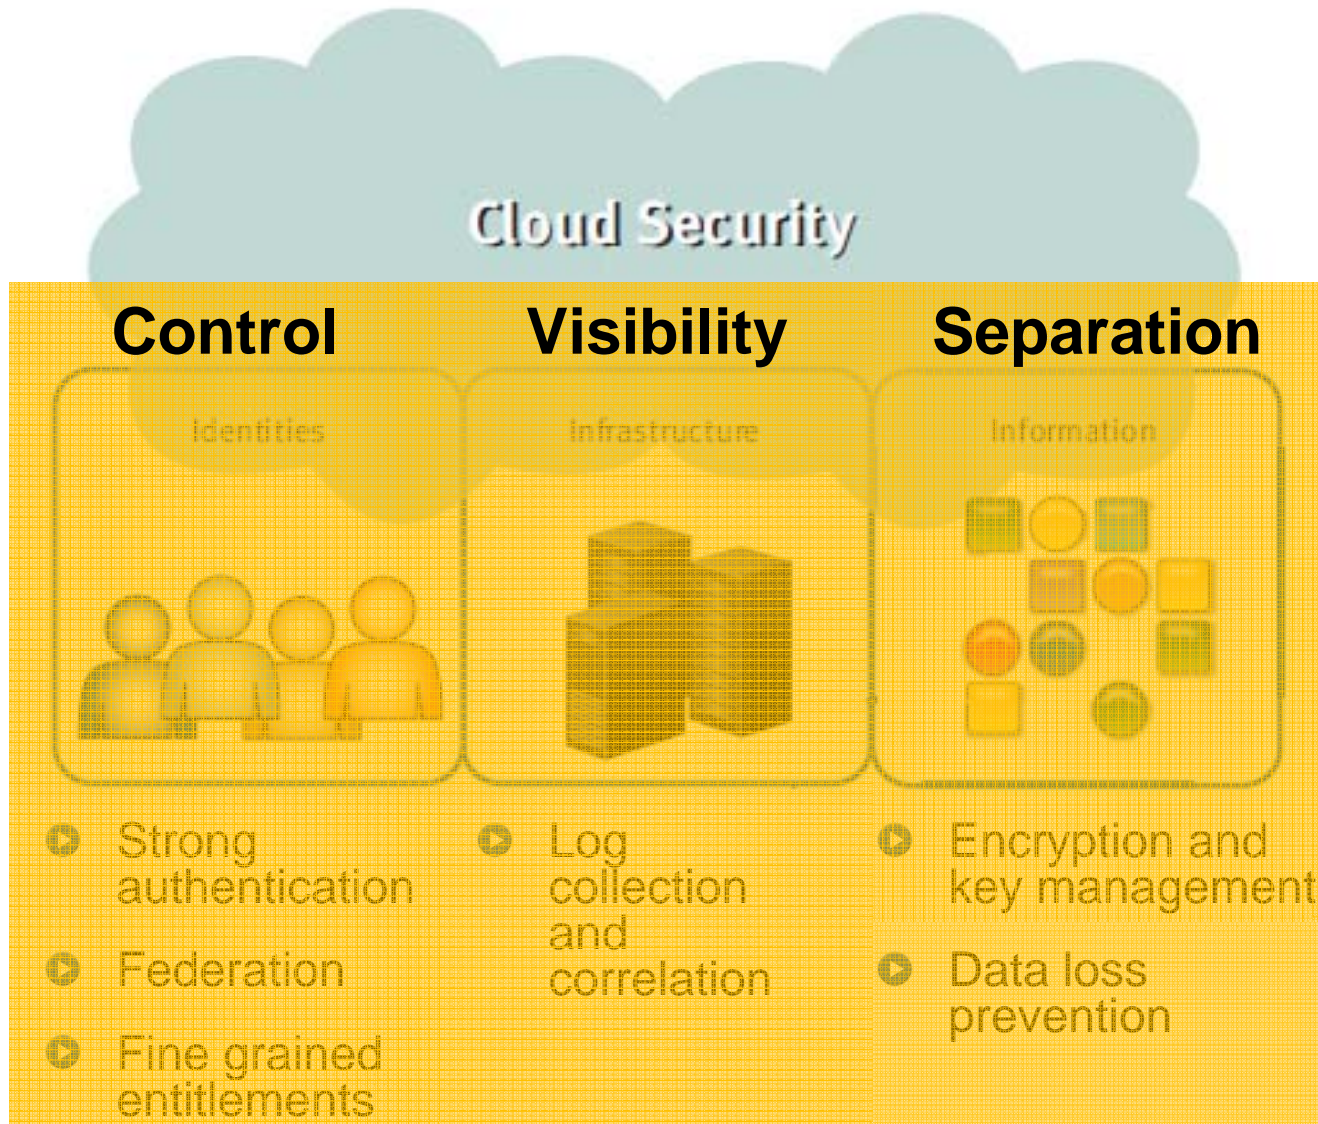 Cloud Security
Control
Visibility
Separation
Identities
Infrastructure
Information
Strong
authentication
Federation
Fine grained
entitlements
Log
collection
and
correlation
Encryption and
key management
Data loss
prevention